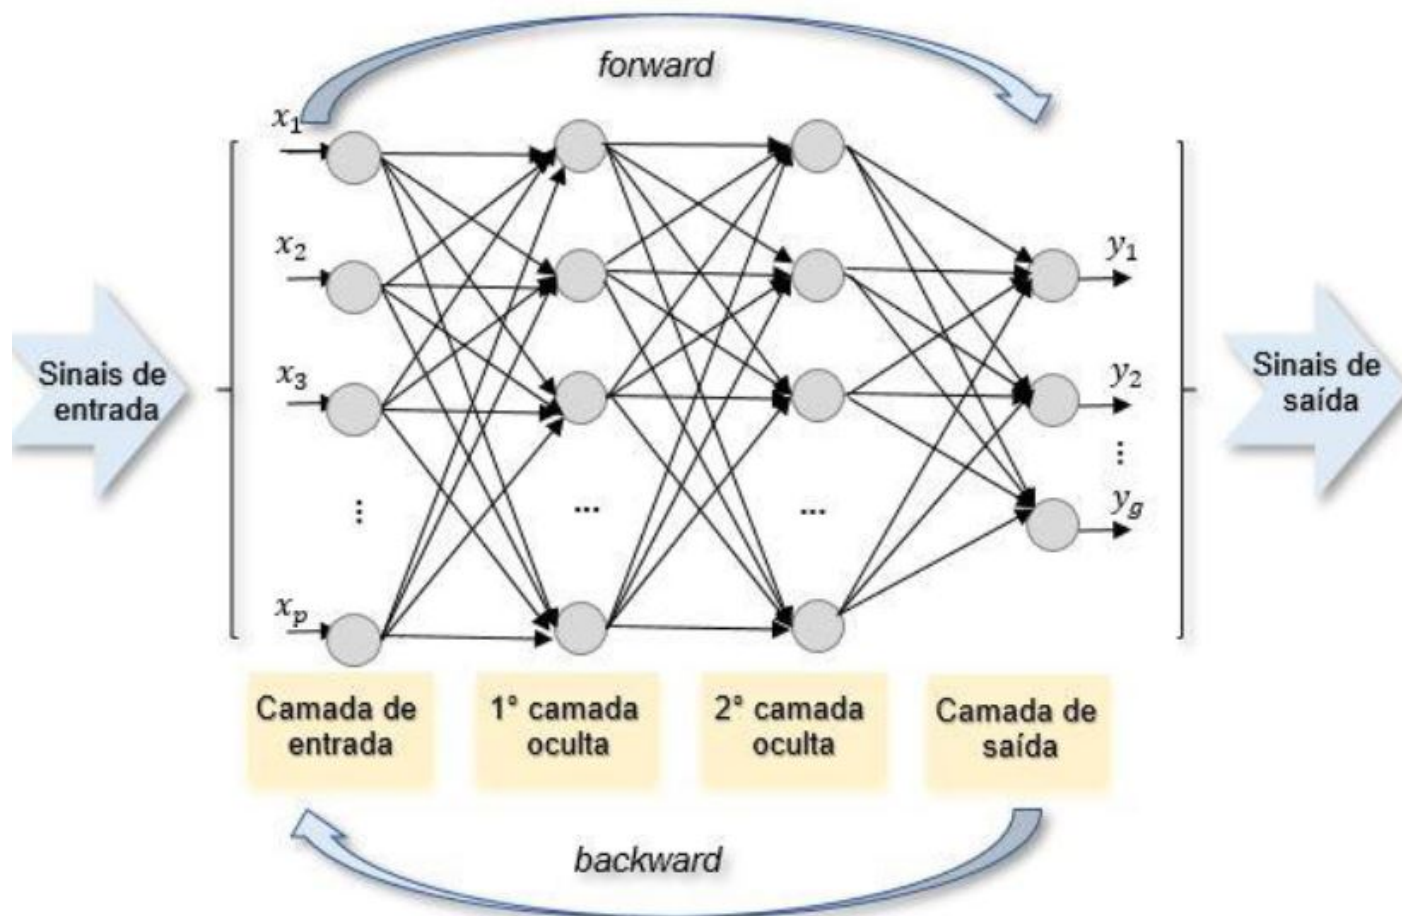 forward
x₁
x₂
x₃
⋮
xₚ
Sinais de
entrada
...
...
y₁
y₂
⋮
y_g
Sinais de
saída
Camada de
entrada
1° camada
oculta
2° camada
oculta
Camada de
saída
backward